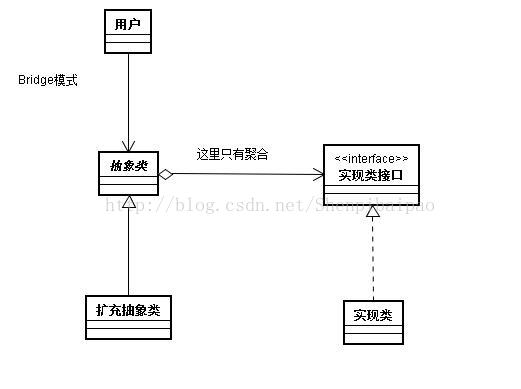 用户
Bridge模式
这里只有聚合
抽象类
<<interface>>
实现类接口
http://blog.csdn.net/Shenpibaipao
扩充抽象类
实现类